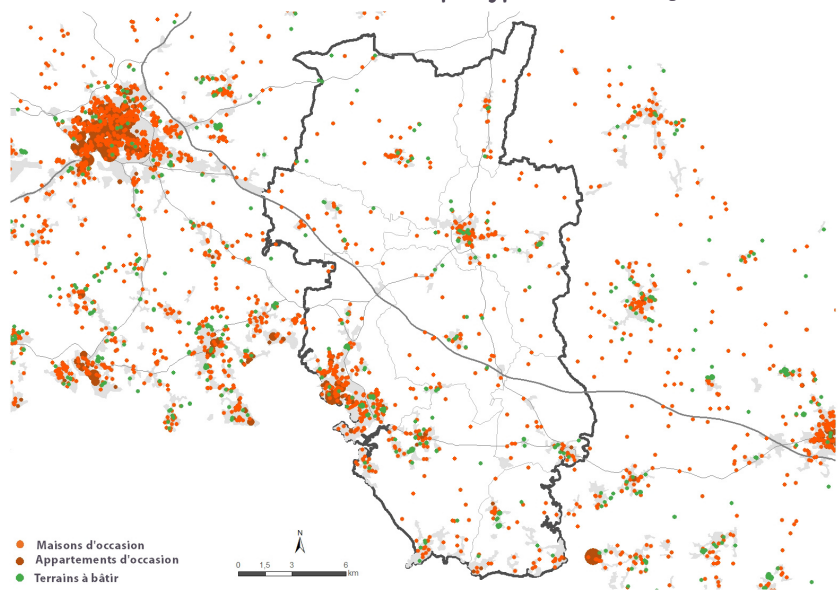 Maisons d'occasion
Appartements d'occasion
Terrains à bâtir
N
0 1,5 3 6
km